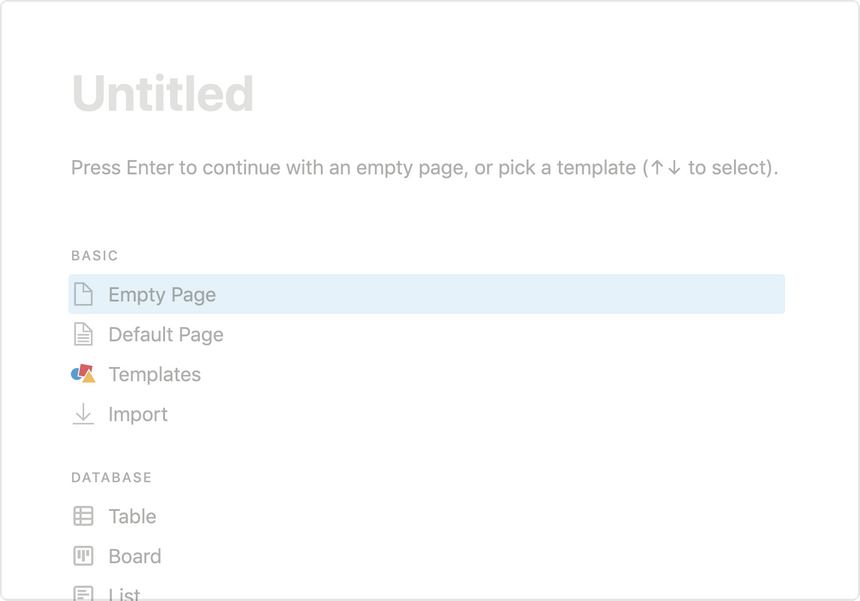 Untitled
Press Enter to continue with an empty page, or pick a template (↑↓ to select).
BASIC
Empty Page
Default Page
Templates
Import
DATABASE
Table
Board
List